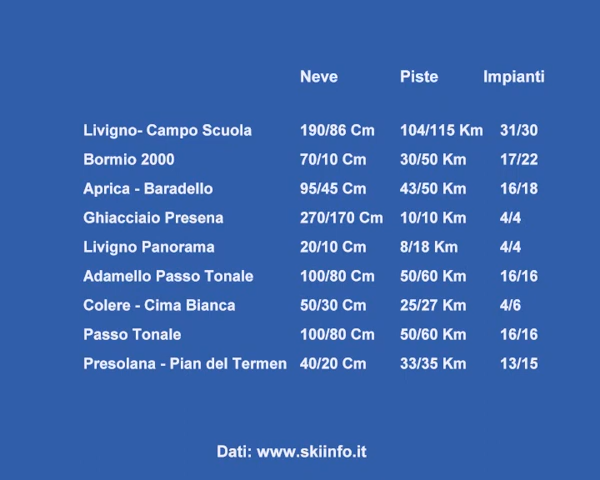 Neve Piste Impianti
Livigno- Campo Scuola 190/86 Cm 104/115 Km 31/30
Bormio 2000 70/10 Cm 30/50 Km 17/22
Aprica - Baradello 95/45 Cm 43/50 Km 16/18
Ghiacciaio Presena 270/170 Cm 10/10 Km 4/4
Livigno Panorama 20/10 Cm 8/18 Km 4/4
Adamello Passo Tonale 100/80 Cm 50/60 Km 16/16
Colere - Cima Bianca 50/30 Cm 25/27 Km 4/6
Passo Tonale 100/80 Cm 50/60 Km 16/16
Presolana - Pian del Termen 40/20 Cm 33/35 Km 13/15
Dati: www.skiinfo.it